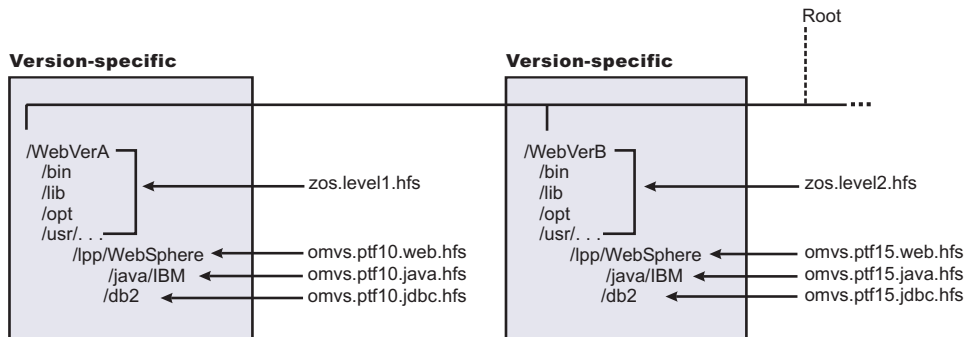 Root
Version-specific
/WebVerA
/bin
/lib
/opt
/usr/. . .
/lpp/WebSphere
/java/IBM
/db2
zos.level1.hfs
omvs.ptf10.web.hfs
omvs.ptf10.java.hfs
omvs.ptf10.jdbc.hfs
Version-specific
/WebVerB
/bin
/lib
/opt
/usr/. . .
/lpp/WebSphere
/java/IBM
/db2
zos.level2.hfs
omvs.ptf15.web.hfs
omvs.ptf15.java.hfs
omvs.ptf15.jdbc.hfs